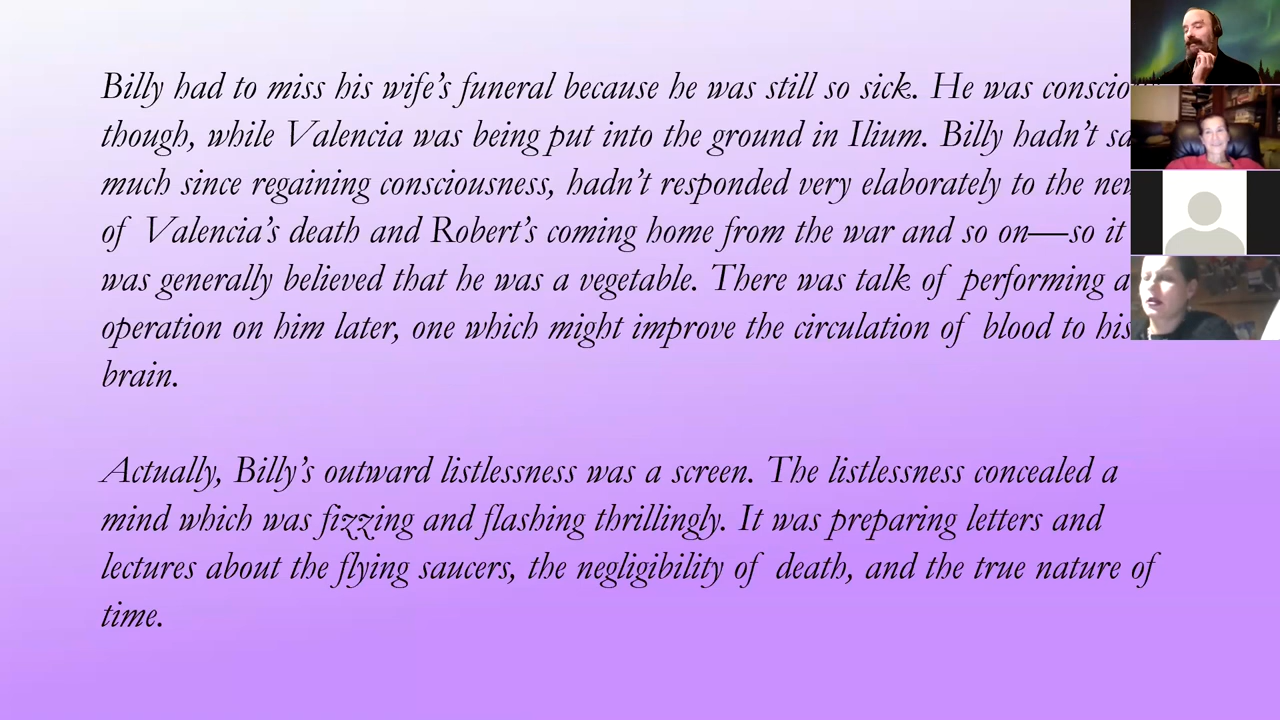 Billy had to miss his wife’s funeral because he was still so sick. He was
though, while Valencia was being put into the ground in Ilium. Billy hadn’t
much since regaining consciousness, hadn’t responded very elaborately to the
of Valencia’s death and Robert’s coming home from the war and so on—so it
was generally believed that he was a vegetable. There was talk of performing
operation on him later, one which might improve the circulation of blood to his
brain.
Actually, Billy’s outward listlessness was a screen. The listlessness concealed a
mind which was fizzing and flashing thrillingly. It was preparing letters and
lectures about the flying saucers, the negligibility of death, and the true nature of
time.